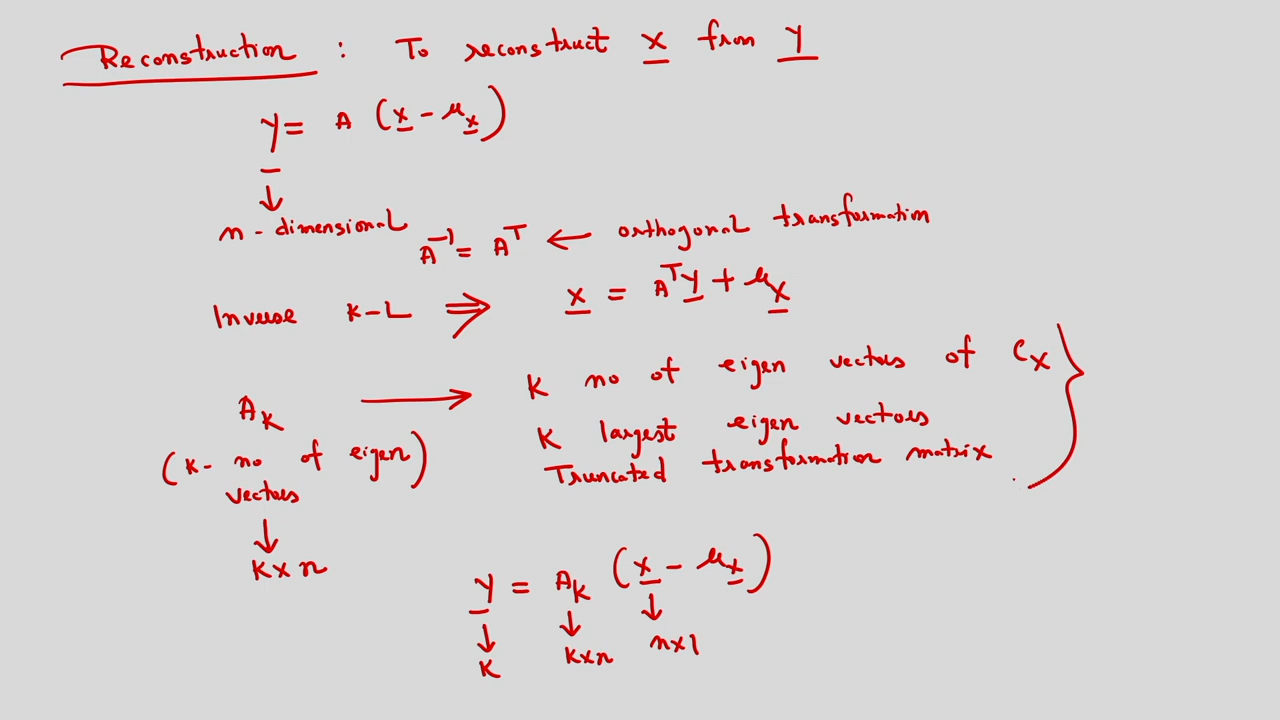 Reconstruction : To reconstruct x from y
y = A (x - μx)
↓
n - dimensional
A⁻¹ = Aᵀ ← orthogonal transformation
Inverse K-L ⇒ x = Aᵀy + μx
AK → K no of eigen vectors of Cx
(K- no of eigen vectors)
K largest eigen vectors
Truncated transformation matrix
↓
K x n
y = AK (x - μx)
↓ ↓ ↓
K Kxn nx1